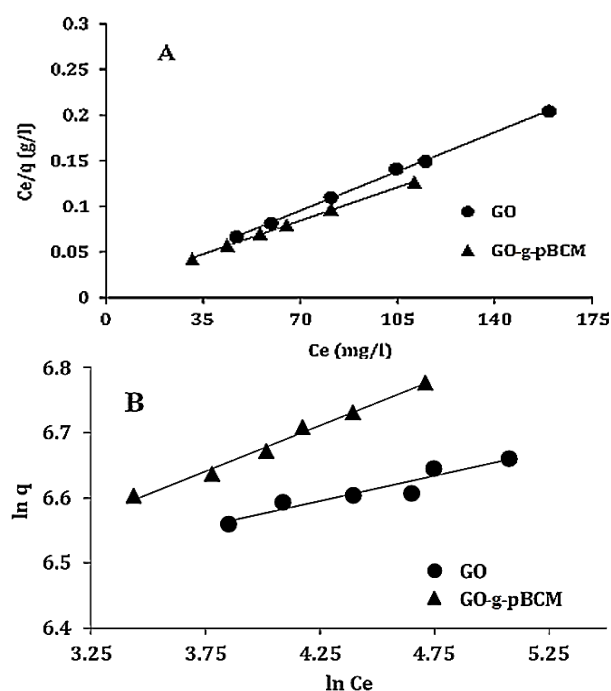 A
Ce/q (g/l)
0.3
0.25
0.2
0.15
0.1
0.05
0
0 35 70 105 140 175
Ce (mg/l)
GO
GO-g-pBCM
B
ln q
6.8
6.7
6.6
6.5
6.4
3.25 3.75 4.25 4.75 5.25
ln Ce
GO
GO-g-pBCM